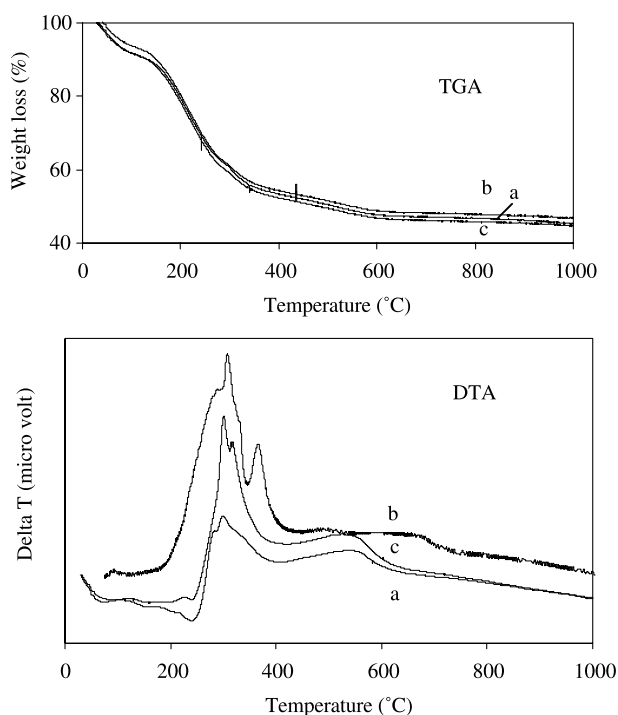 100
80
60
40
Weight loss (%)
TGA
b
a
c
0 200 400 600 800 1000
Temperature (˚C)
DTA
Delta T (micro volt)
b
c
a
0 200 400 600 800 1000
Temperature (˚C)